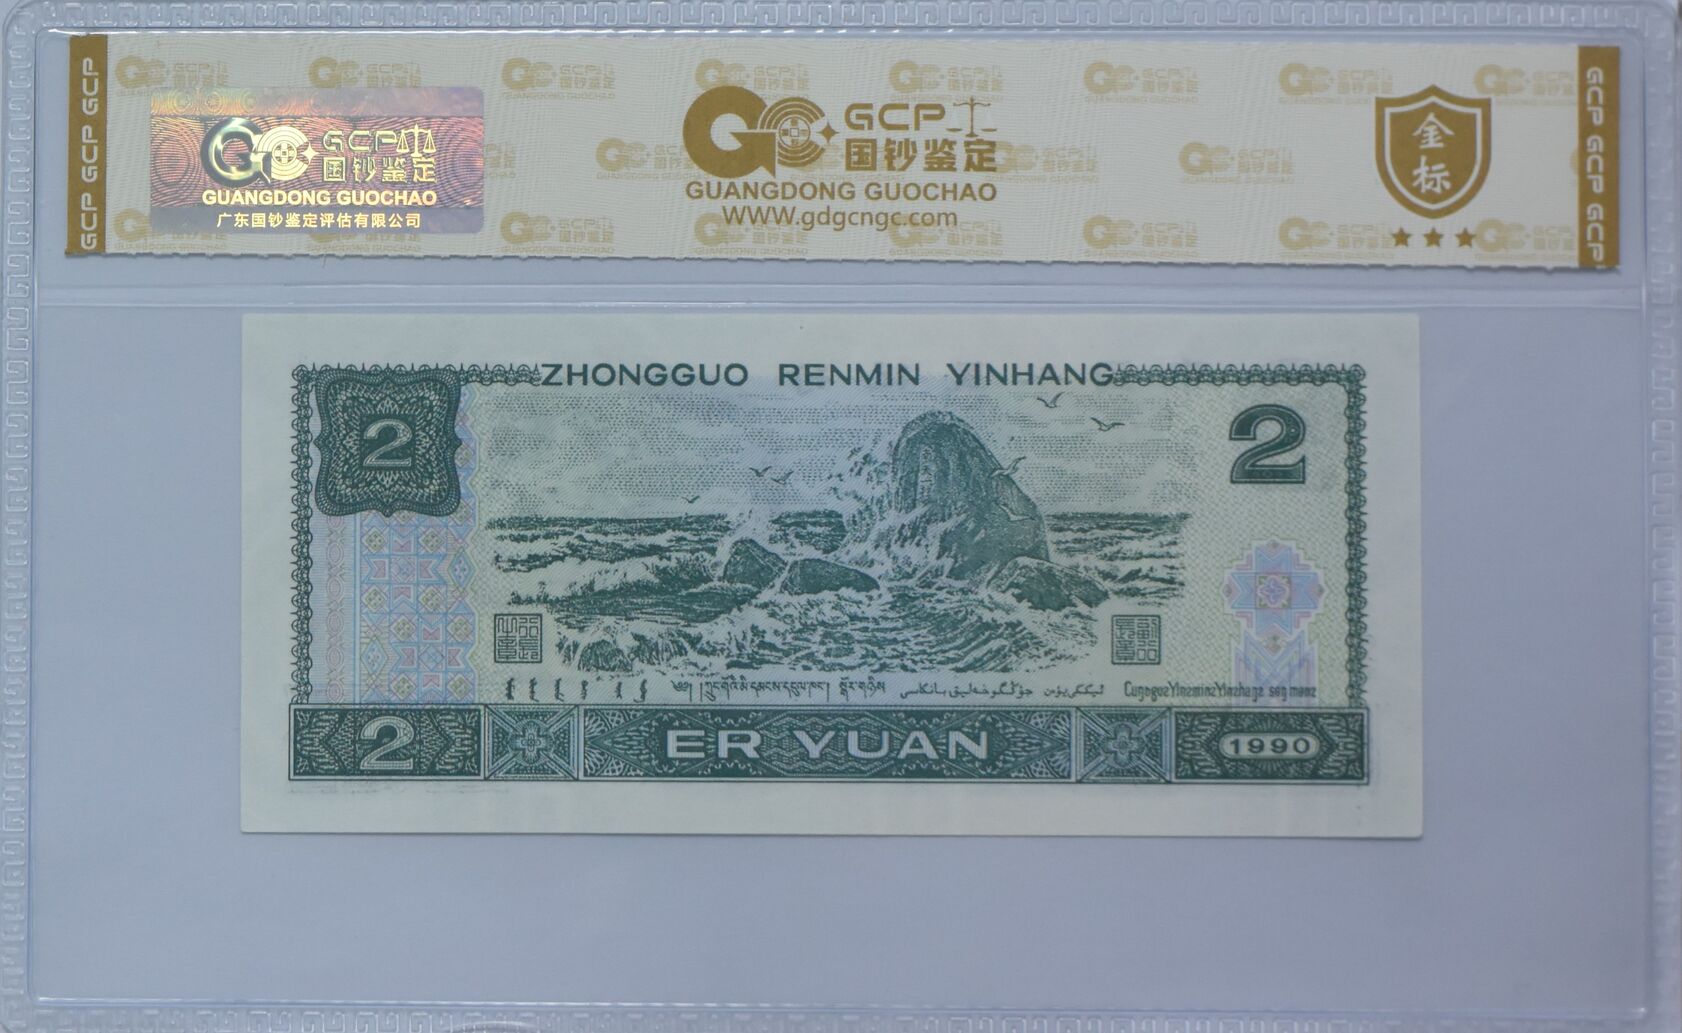 GCP GCP GCP
GCP
国钞鉴定
GUANGDONG GUOCHAO
广东国钞鉴定评估有限公司
GCP
国钞鉴定
GUANGDONG GUOCHAO
WWW.gdgcngc.com
金标
GCP GCP GCP
ZHONGGUO RENMIN YINHANG
2
2
2
ER YUAN
1990